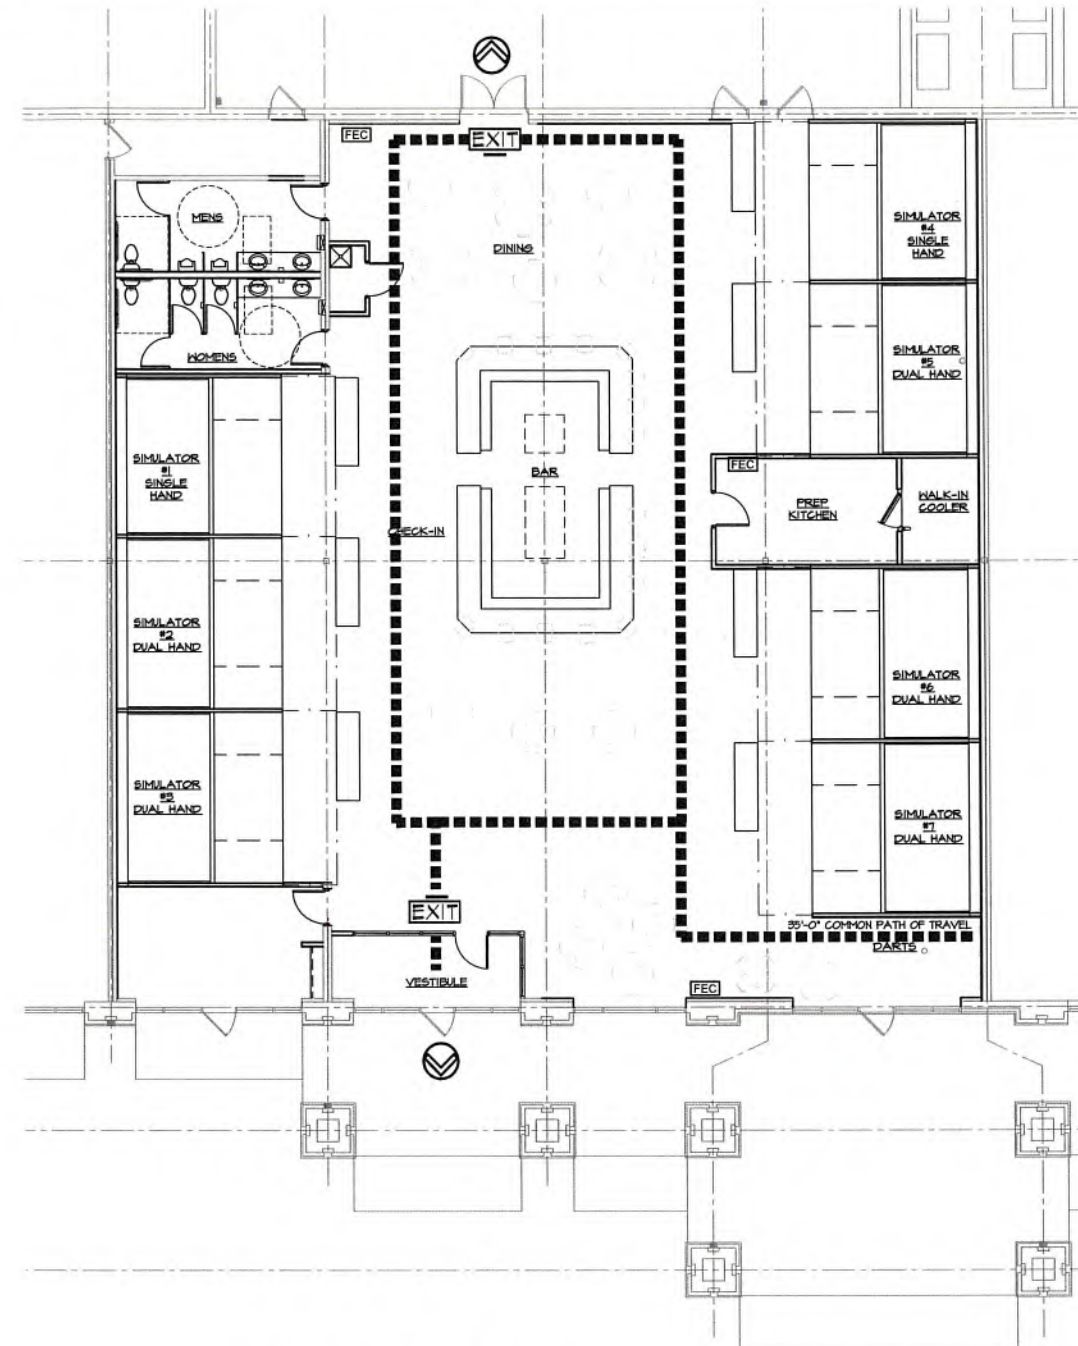 FEC
EXIT
MENS
DINING
SIMULATOR
#4
SINGLE
HAND
WOMENS
SIMULATOR
#5
DUAL HAND
SIMULATOR
#1
SINGLE
HAND
BAR
FEC
PREP
KITCHEN
WALK-IN
COOLER
CHECK-IN
SIMULATOR
#2
DUAL HAND
SIMULATOR
#6
DUAL HAND
SIMULATOR
#3
DUAL HAND
SIMULATOR
#7
DUAL HAND
EXIT
35'-0" COMMON PATH OF TRAVEL
DARTS
VESTIBULE
FEC